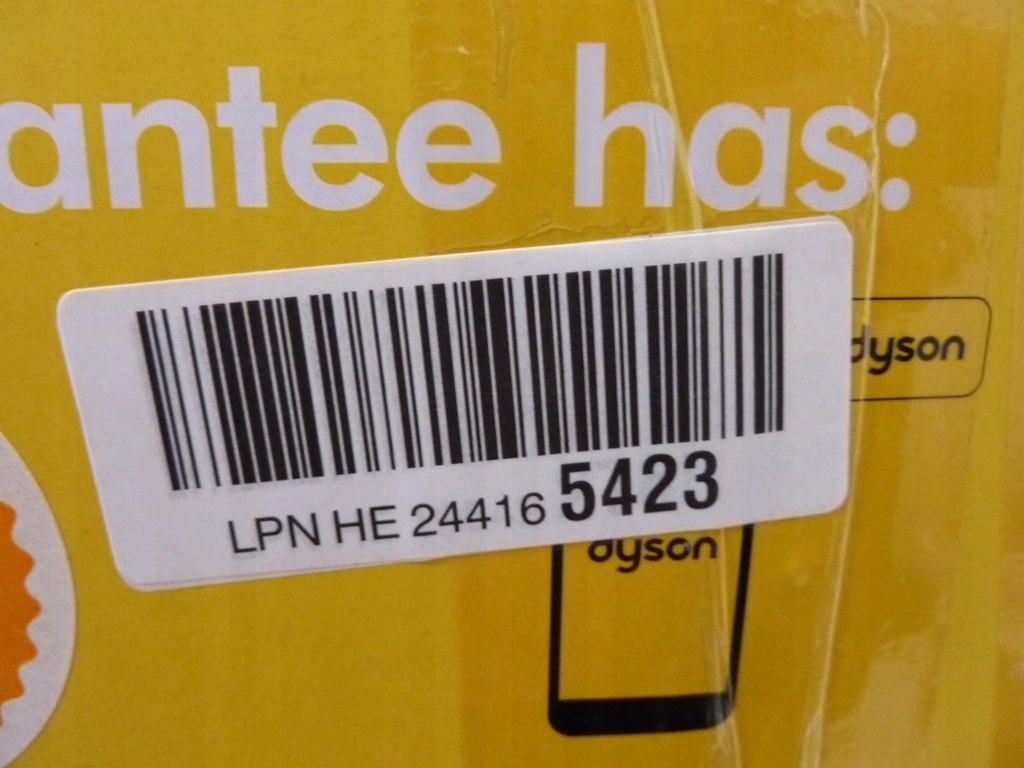 antee has:
dyson
LPN HE 24416 5423
dyson